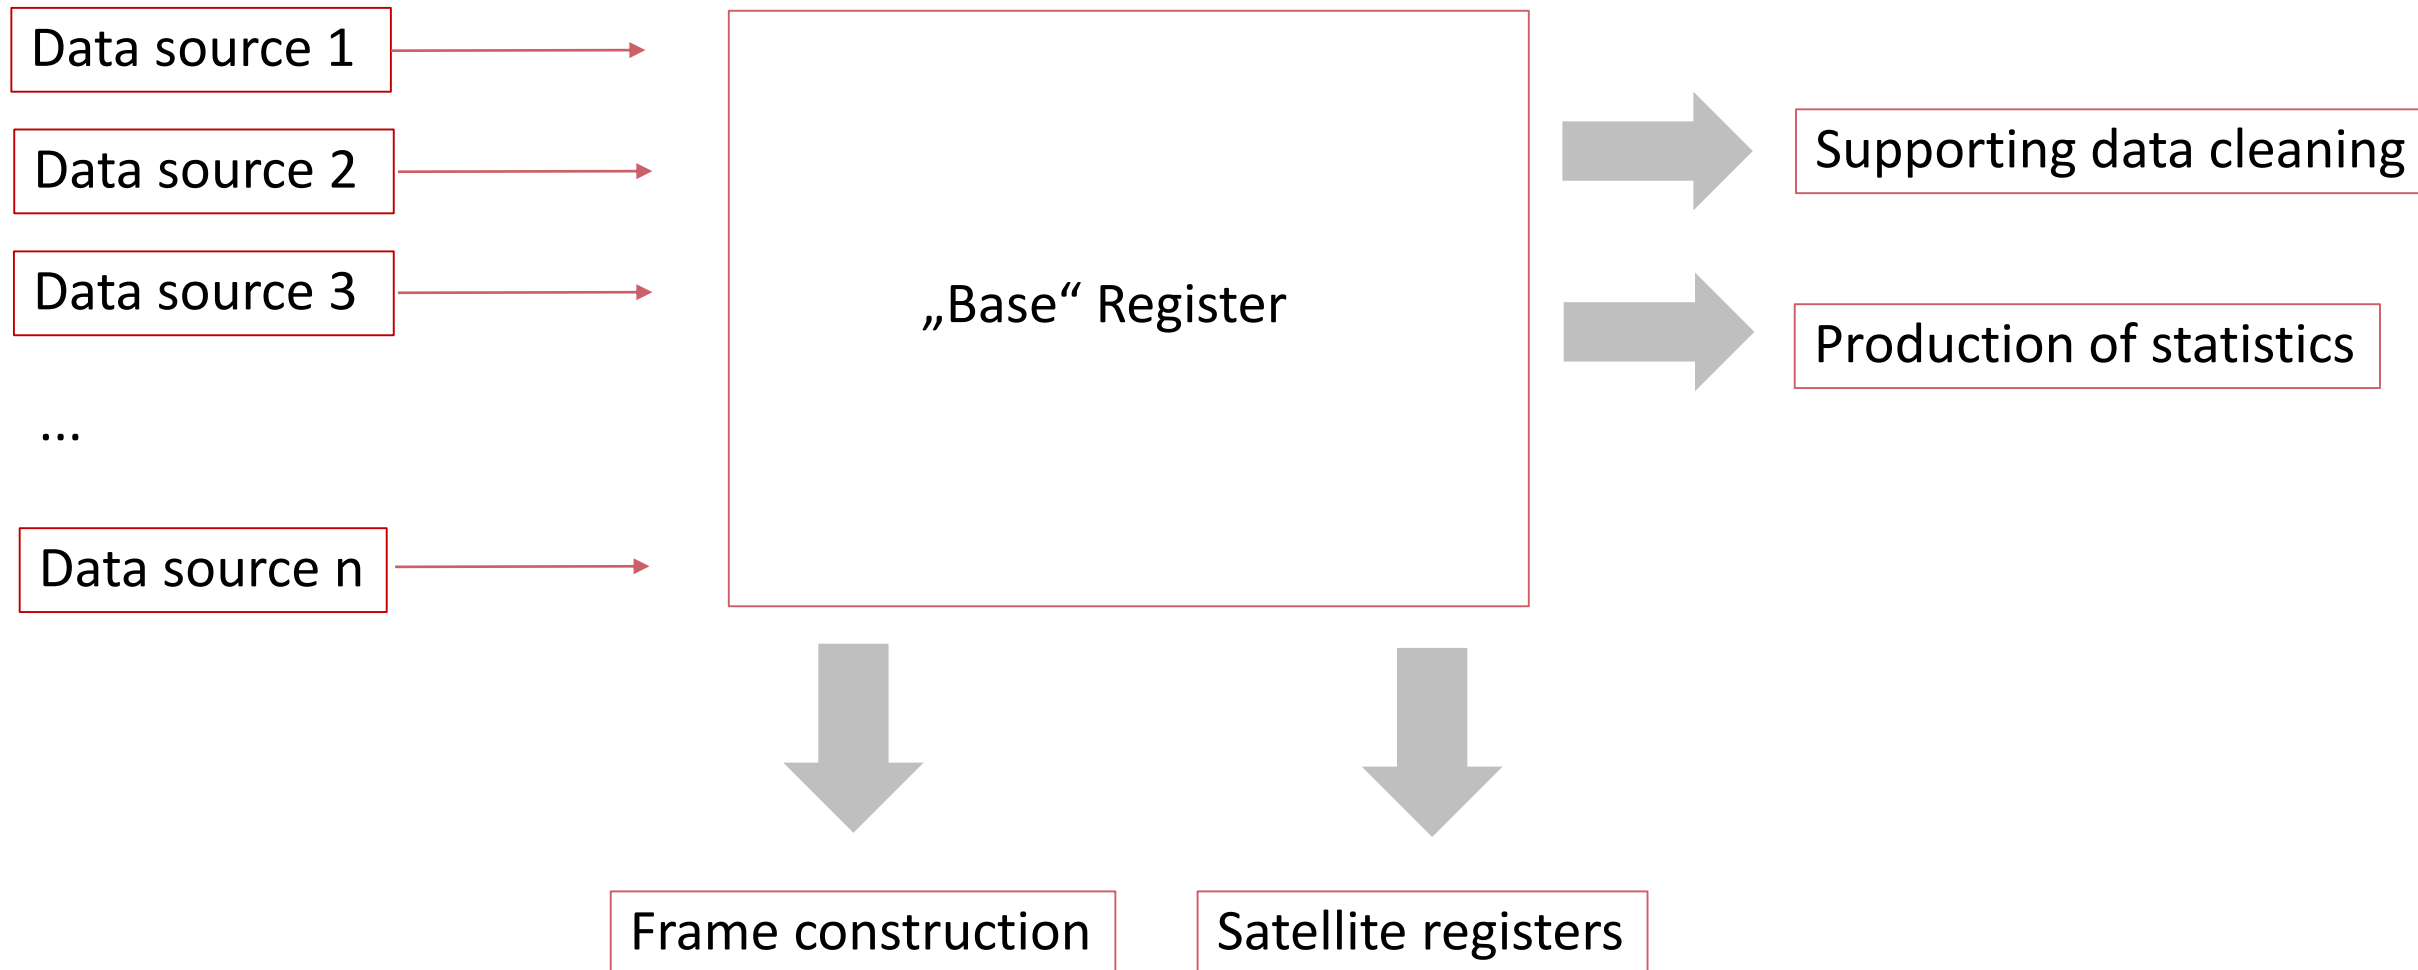 Data source 1
Data source 2
Data source 3
...
Data source n
„Base“ Register
Supporting data cleaning
Production of statistics
Frame construction
Satellite registers